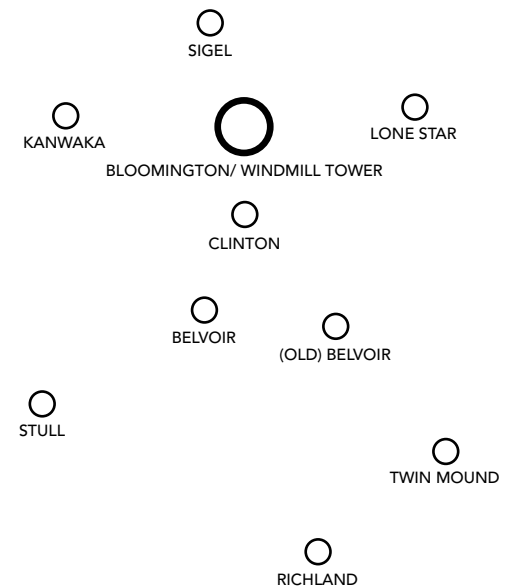 SIGEL
LONE STAR
KANWAKA
BLOOMINGTON/ WINDMILL TOWER
CLINTON
BELVOIR
(OLD) BELVOIR
STULL
TWIN MOUND
RICHLAND